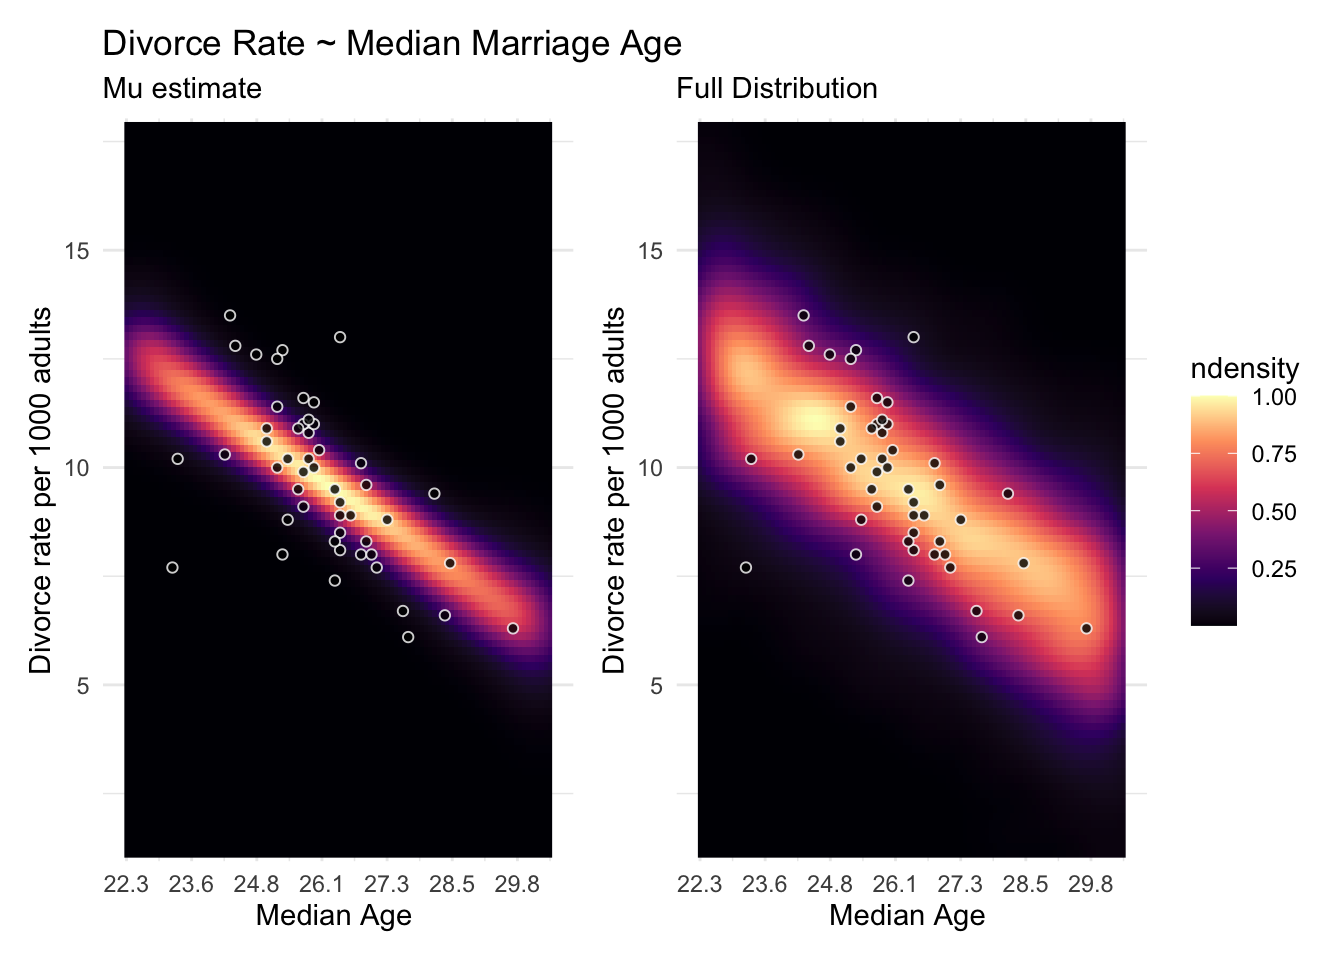 Divorce Rate ~ Median Marriage Age
Mu estimate
Divorce rate per 1000 adults
15
10
5
22.3 23.6 24.8 26.1 27.3 28.5 29.8
Median Age
Full Distribution
Divorce rate per 1000 adults
15
10
5
22.3 23.6 24.8 26.1 27.3 28.5 29.8
Median Age
ndensity
1.00
0.75
0.50
0.25